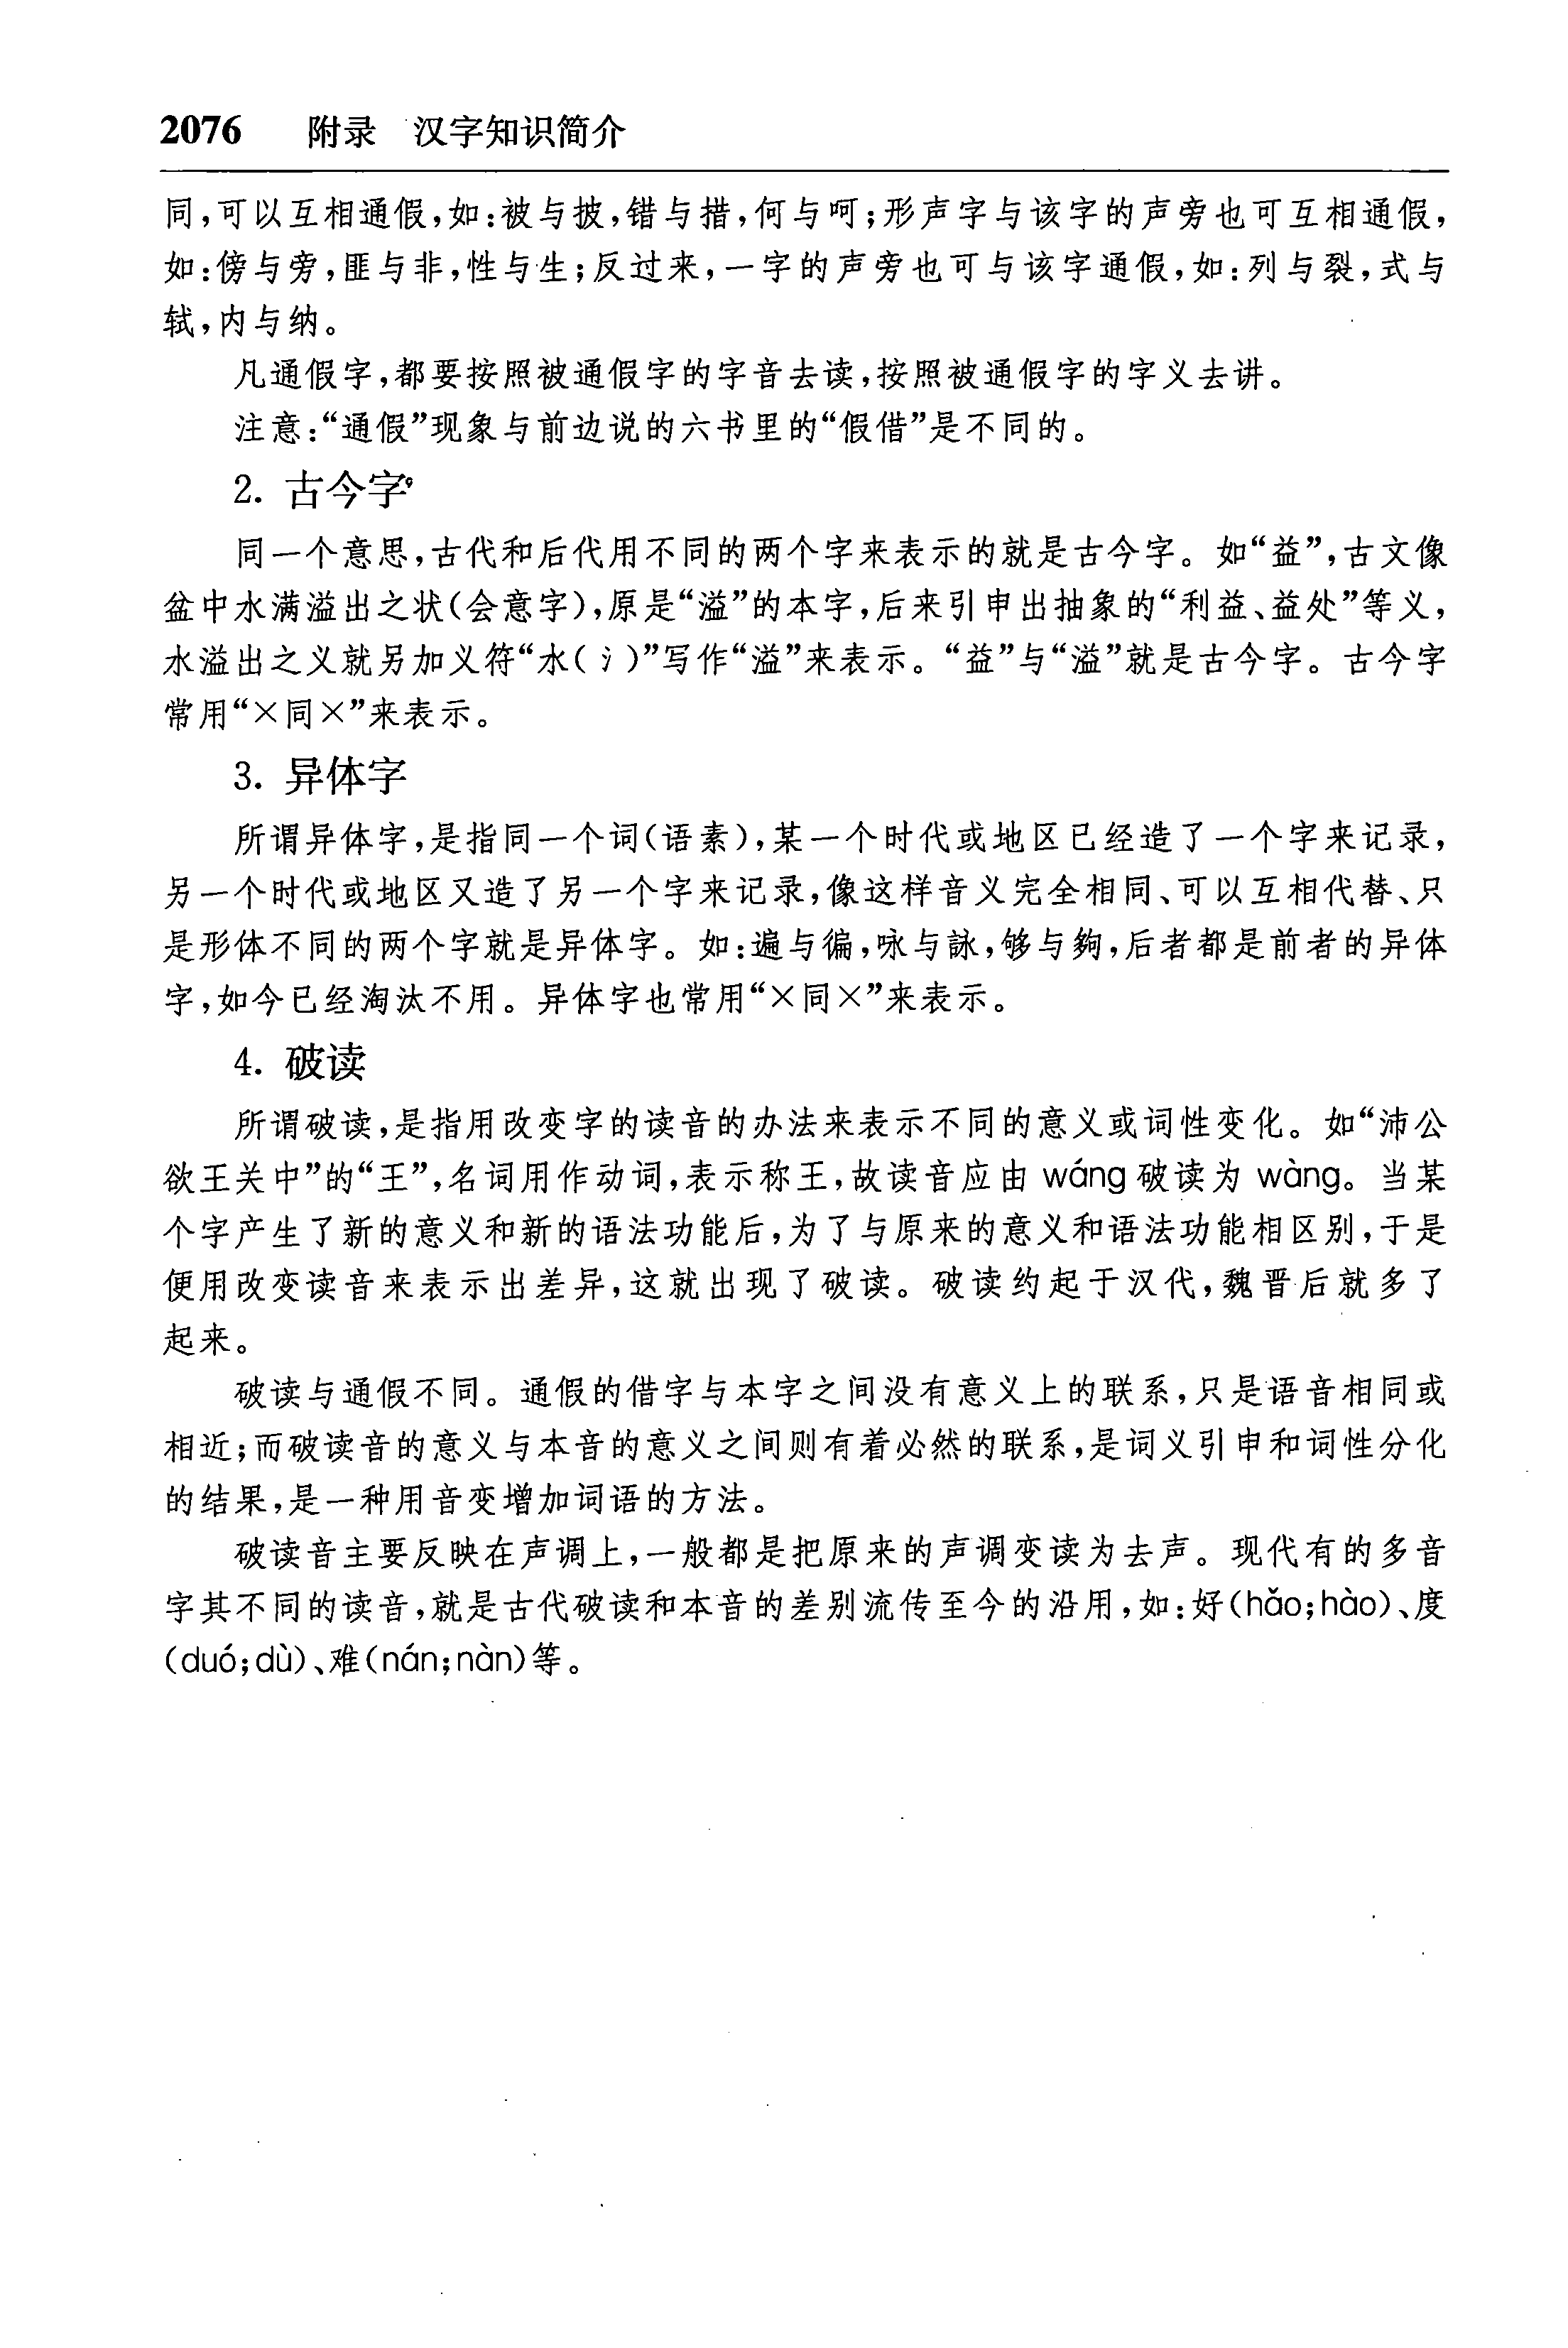 2076 附录 汉字知识简介
同,可以互相通假,如:被与披,错与措,何与呵;形声字与该字的声旁也可互相通假,
如:傍与旁,匪与非,性与生;反过来,一字的声旁也可与该字通假,如:列与裂,式与
轼,内与纳。
凡通假字,都要按照被通假字的字音去读,按照被通假字的字义去讲。
注意:“通假”现象与前边说的六书里的“假借”是不同的。
2. 古今字
同一个意思,古代和后代用不同的两个字来表示的就是古今字。如“益”,古文像
盆中水满溢出之状(会意字),原是“溢”的本字,后来引申出抽象的“利益、益处”等义,
水溢出之义就另加义符“水(氵)”写作“溢”来表示。“益”与“溢”就是古今字。古今字
常用“×同×”来表示。
3. 异体字
所谓异体字,是指同一个词(语素),某一个时代或地区已经造了一个字来记录,
另一个时代或地区又造了另一个字来记录,像这样音义完全相同、可以互相代替、只
是形体不同的两个字就是异体字。如:遍与徧,咏与詠,够与夠,后者都是前者的异体
字,如今已经淘汰不用。异体字也常用“×同×”来表示。
4. 破读
所谓破读,是指用改变字的读音的办法来表示不同的意义或词性变化。如“沛公
欲王关中”的“王”,名词用作动词,表示称王,故读音应由 wáng 破读为 wàng。当某
个字产生了新的意义和新的语法功能后,为了与原来的意义和语法功能相区别,于是
便用改变读音来表示出差异,这就出现了破读。破读约起于汉代,魏晋后就多了
起来。
破读与通假不同。通假的借字与本字之间没有意义上的联系,只是语音相同或
相近;而破读音的意义与本音的意义之间则有着必然的联系,是词义引申和词性分化
的结果,是一种用音变增加词语的方法。
破读音主要反映在声调上,一般都是把原来的声调变读为去声。现代有的多音
字其不同的读音,就是古代破读和本音的差别流传至今的沿用,如:好(hǎo;hào)、度
(duó;dù)、难(nán;nàn)等。